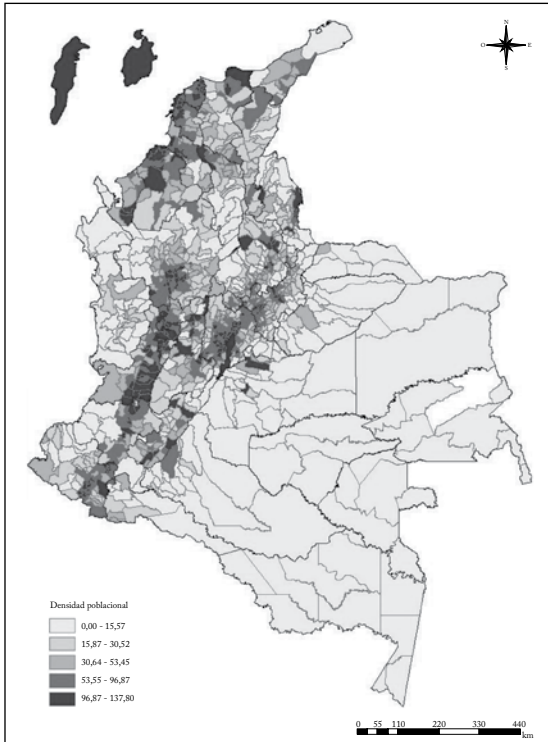 N
O E
S
Densidad poblacional
0,00 - 15,57
15,87 - 30,52
30,64 - 53,45
53,55 - 96,87
96,87 - 137,80
0 55 110 220 330 440
km